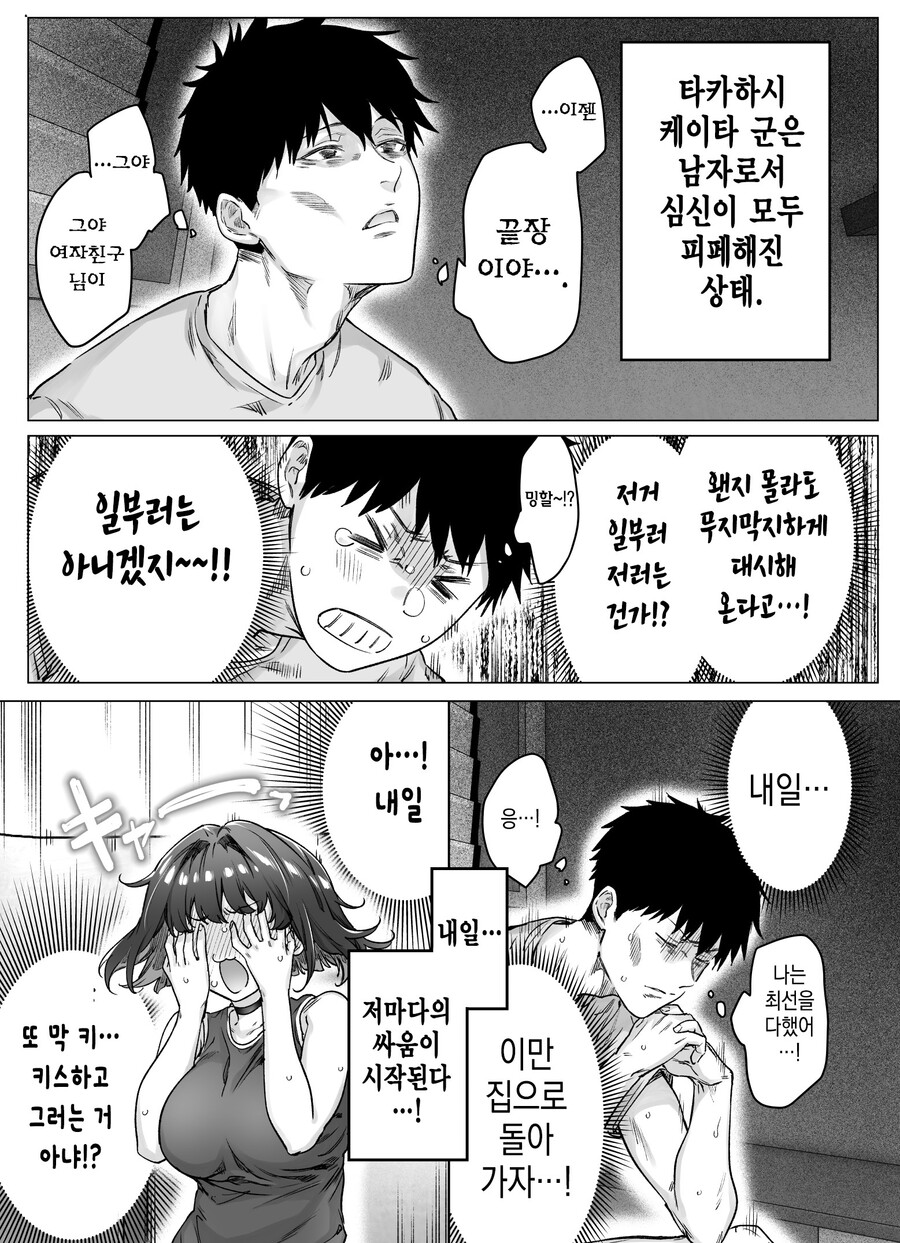 타카하시
케이타 군은
남자로서
심신이 모두
피폐해진
상태.
…이젠
끝장
이야….
…그야
그야
여자친구
님이
왠지 몰라도
무지막지하게
대시해
온다고…!
저거
일부러
저러는
건가!?
밍할~!?
일부러는
아니겠지~~!!
내일…
응…!
나는
최선을
다했어
…!
이만
집으로
돌아
가자…!
아…!
내일
キャーーッ
또 막 키…
키스하고
그러는 거
아냐!?
내일…
저마다의
싸움이
시작된다
…!